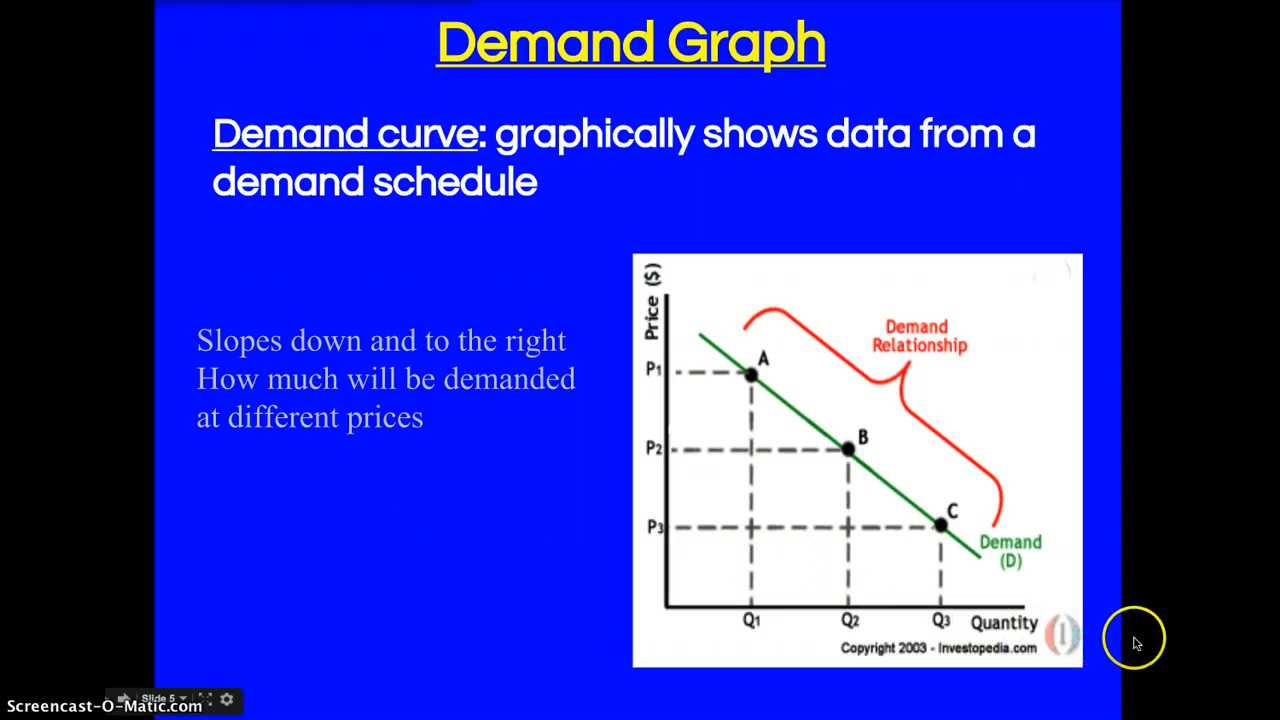 Demand Graph
Demand curve: graphically shows data from a
demand schedule
Slopes down and to the right
How much will be demanded
at different prices
Price ($)
Demand
Relationship
P1
A
P2
B
P3
C
Demand
(D)
Q1 Q2 Q3 Quantity
Copyright 2003 - Investopedia.com
Slide 5
Screencast-O-Matic.com